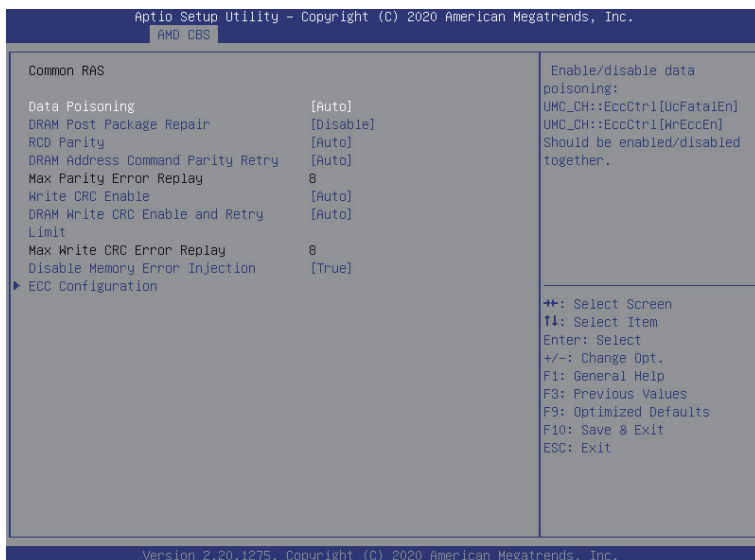 Aptio Setup Utility – Copyright (C) 2020 American Megatrends, Inc.
AMD CBS
Common RAS
Data Poisoning [Auto]
DRAM Post Package Repair [Disable]
RCD Parity [Auto]
DRAM Address Command Parity Retry [Auto]
Max Parity Error Replay 8
Write CRC Enable [Auto]
DRAM Write CRC Enable and Retry [Auto]
Limit
Max Write CRC Error Replay 8
Disable Memory Error Injection [True]
ECC Configuration
Enable/disable data
poisoning:
UMC_CH::EccCtrl[UcFatalEn]
UMC_CH::EccCtrl[WrEccEn]
Should be enabled/disabled
together.
→←: Select Screen
↑↓: Select Item
Enter: Select
+/-: Change Opt.
F1: General Help
F3: Previous Values
F9: Optimized Defaults
F10: Save & Exit
ESC: Exit
Version 2.20.1275. Copyright (C) 2020 American Megatrends, Inc.